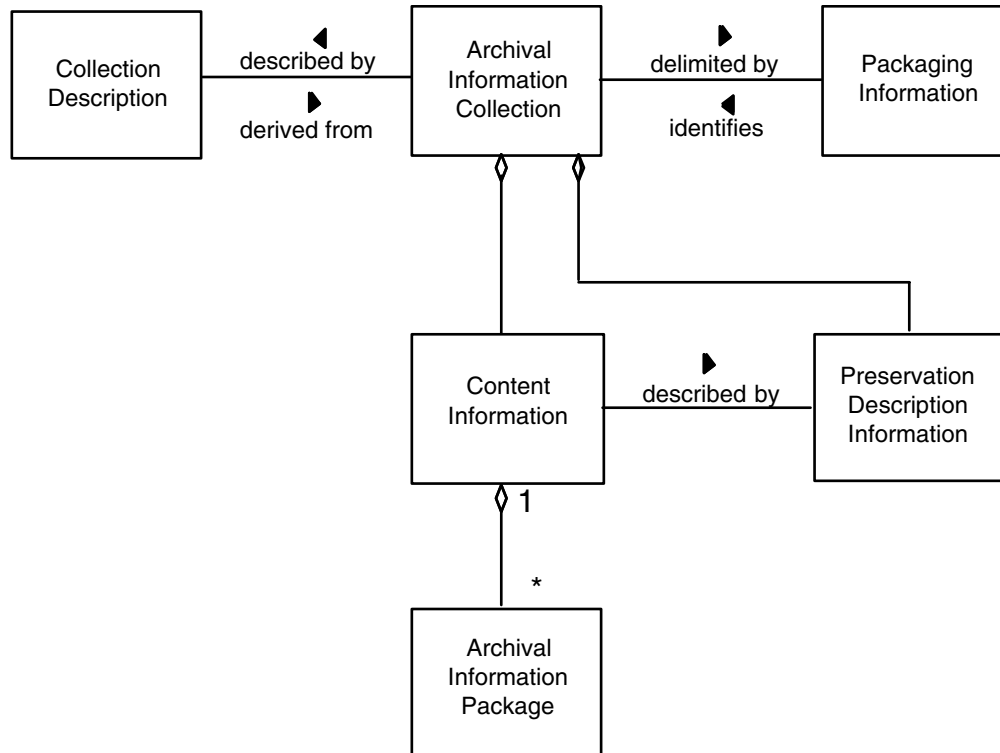 Collection
Description
described by
derived from
Archival
Information
Collection
delimited by
identifies
Packaging
Information
Content
Information
described by
Preservation
Description
Information
1
*
Archival
Information
Package